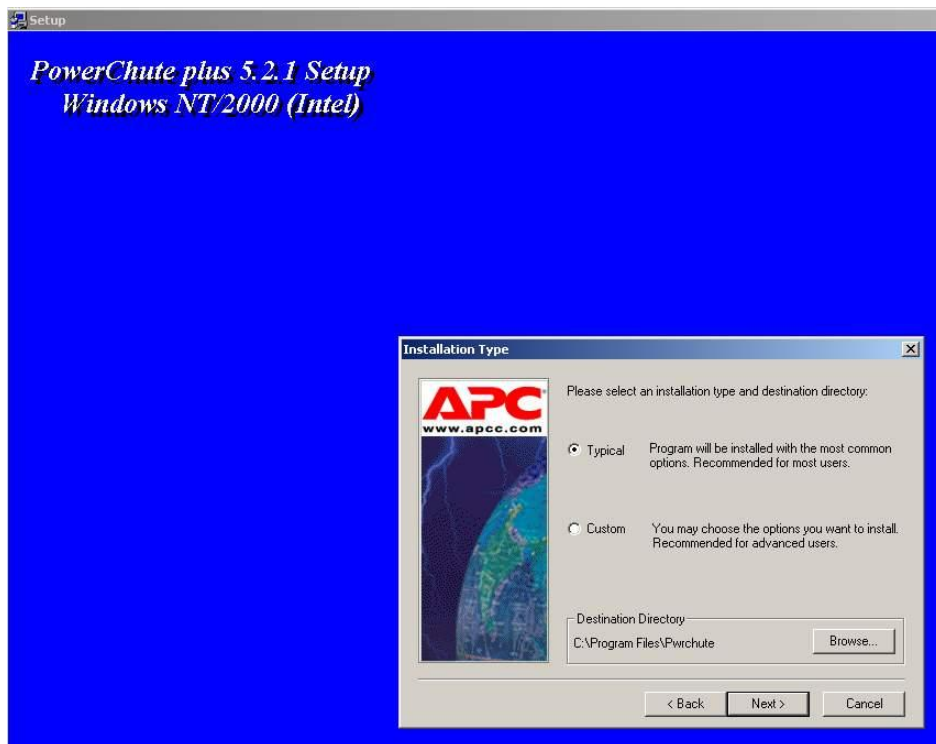 Setup
PowerChute plus 5.2.1 Setup
Windows NT/2000 (Intel)
Installation Type
APC
www.apcc.com
Please select an installation type and destination directory:
Typical
Program will be installed with the most common
options. Recommended for most users.
Custom
You may choose the options you want to install.
Recommended for advanced users.
Destination Directory
C:\Program Files\Pwrchute
Browse...
< Back
Next >
Cancel